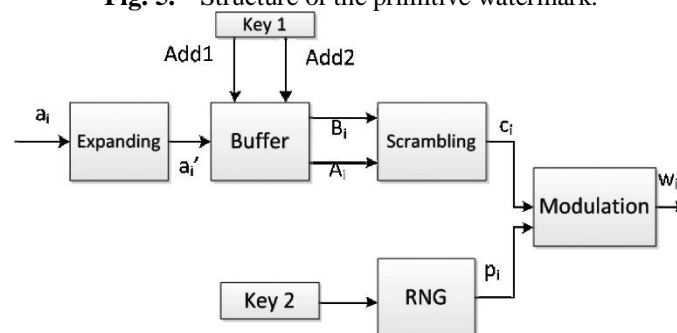 Fig. 5. Structure of the primitive watermark.
Key 1
Add1
Add2
aᵢ
Expanding
aᵢ’
Buffer
Bᵢ
Aᵢ
Scrambling
cᵢ
Modulation
wᵢ
Key 2
RNG
pᵢ